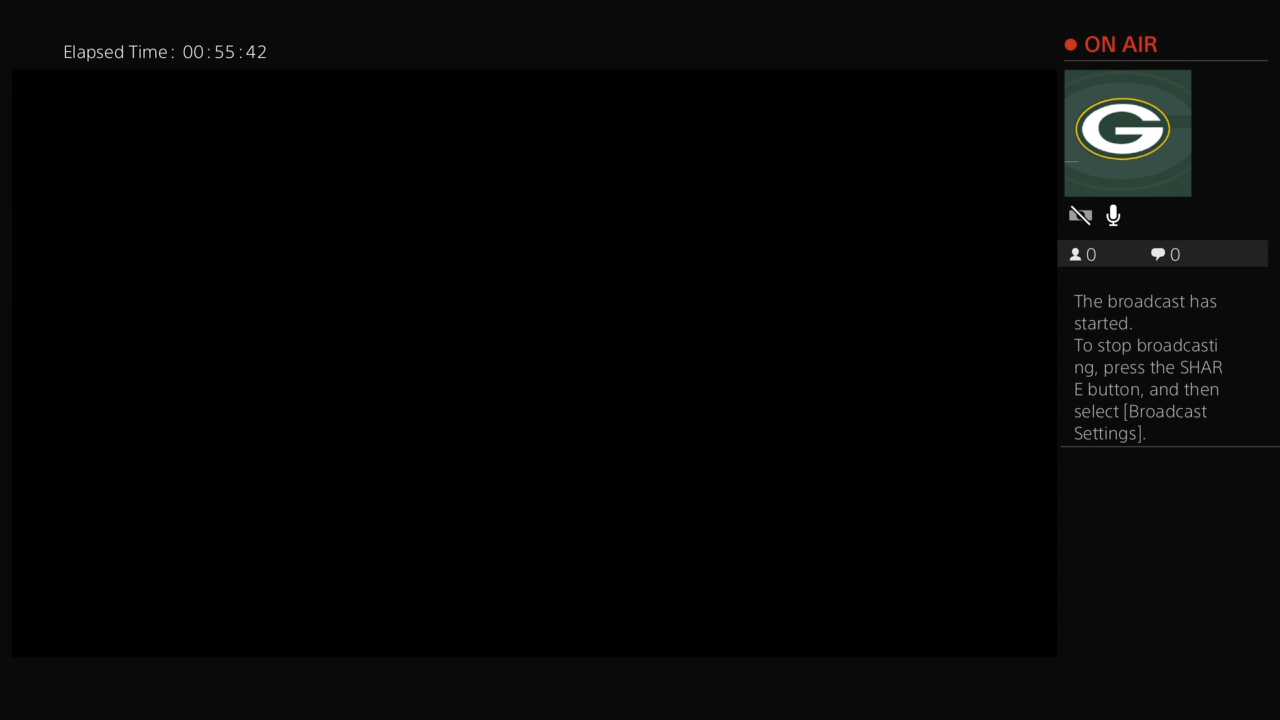 Elapsed Time: 00:55:42
ON AIR
G
0 0
The broadcast has
started.
To stop broadcasti
ng, press the SHAR
E button, and then
select [Broadcast
Settings].